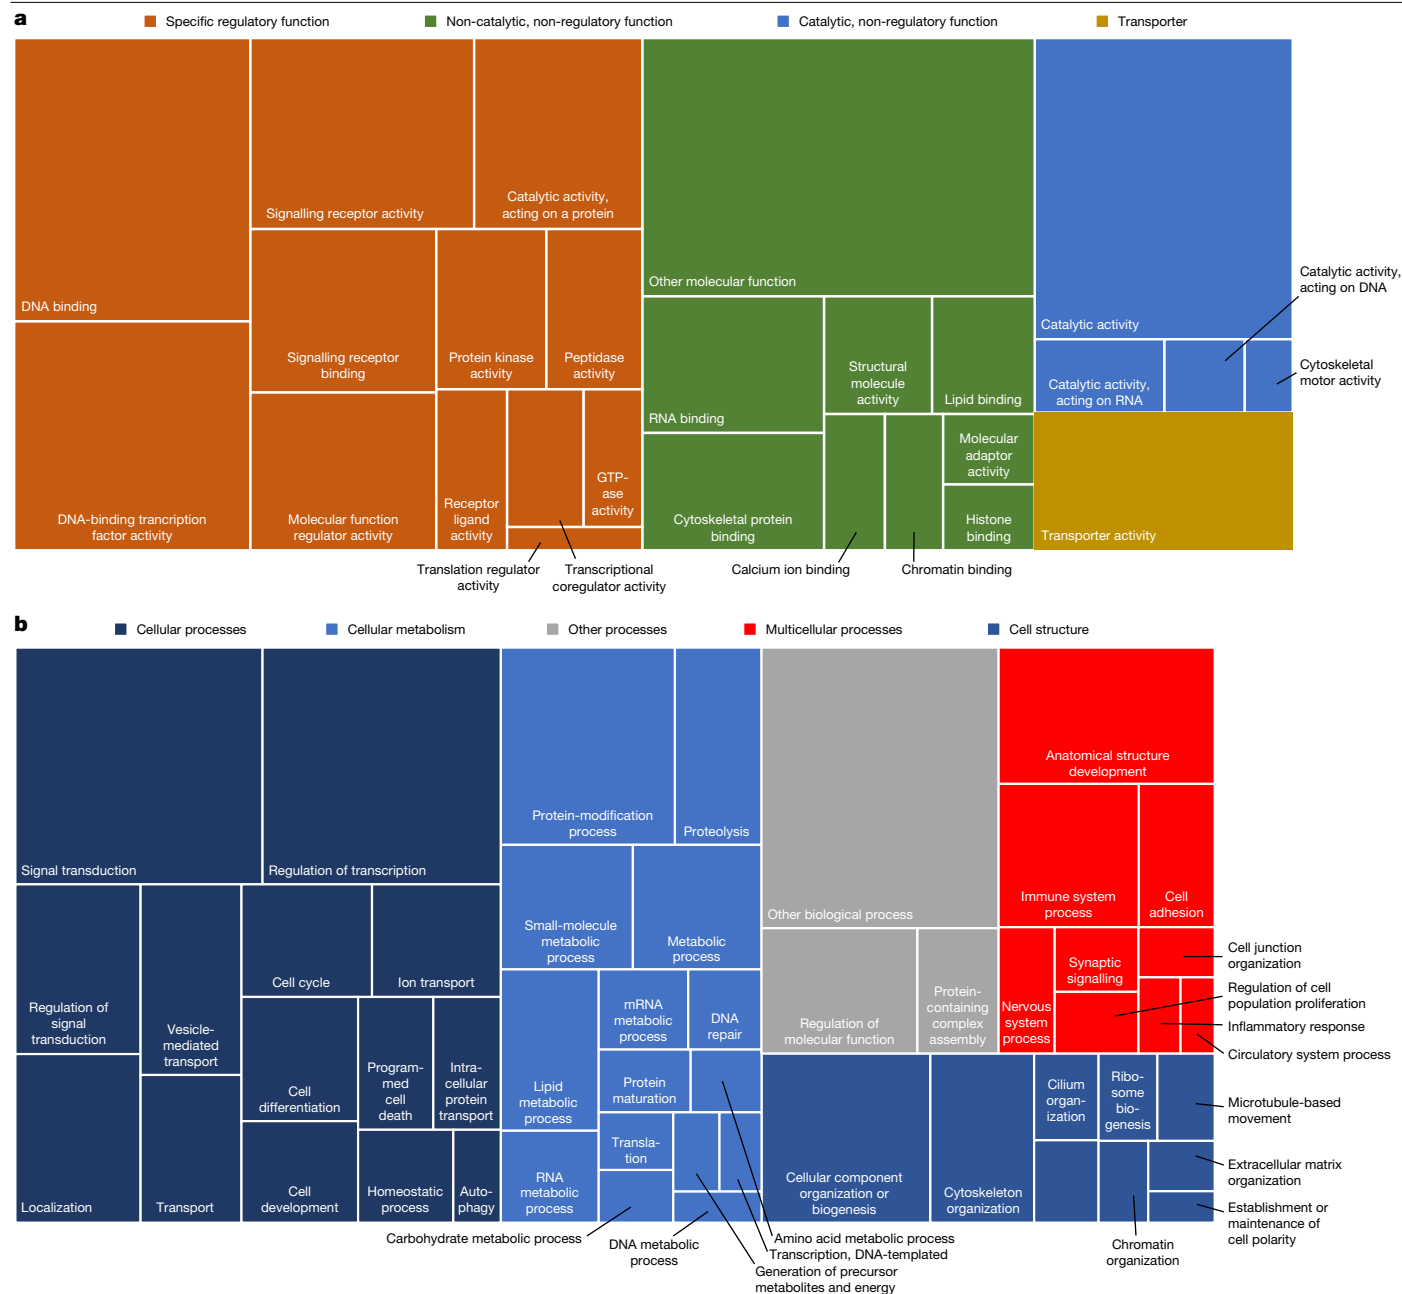 a
Specific regulatory function
Non-catalytic, non-regulatory function
Catalytic, non-regulatory function
Transporter
DNA binding
Signalling receptor activity
Catalytic activity,
acting on a protein
Signalling receptor
binding
Protein kinase
activity
Peptidase
activity
DNA-binding trancription
factor activity
Molecular function
regulator activity
Receptor
ligand
activity
GTP-
ase
activity
Translation regulator
activity
Transcriptional
coregulator activity
Other molecular function
RNA binding
Structural
molecule
activity
Lipid binding
Cytoskeletal protein
binding
Molecular
adaptor
activity
Histone
binding
Calcium ion binding
Chromatin binding
Catalytic activity
Catalytic activity,
acting on RNA
Catalytic activity,
acting on DNA
Cytoskeletal
motor activity
Transporter activity
b
Cellular processes
Cellular metabolism
Other processes
Multicellular processes
Cell structure
Signal transduction
Regulation of transcription
Regulation of
signal
transduction
Vesicle-
mediated
transport
Cell cycle
Ion transport
Cell
differentiation
Program-
med
cell
death
Intra-
cellular
protein
transport
Localization
Transport
Cell
development
Homeostatic
process
Auto-
phagy
Protein-modification
process
Proteolysis
Small-molecule
metabolic
process
Metabolic
process
Lipid
metabolic
process
mRNA
metabolic
process
DNA
repair
Protein
maturation
RNA
metabolic
process
Transla-
tion
Carbohydrate metabolic process
DNA metabolic
process
Amino acid metabolic process
Transcription, DNA-templated
Generation of precursor
metabolites and energy
Other biological process
Regulation of
molecular function
Protein-
containing
complex
assembly
Anatomical structure
development
Immune system
process
Cell
adhesion
Nervous
system
process
Synaptic
signalling
Cell junction
organization
Regulation of cell
population proliferation
Inflammatory response
Circulatory system process
Cellular component
organization or
biogenesis
Cytoskeleton
organization
Cilium
organ-
ization
Ribo-
some
bio-
genesis
Microtubule-based
movement
Extracellular matrix
organization
Establishment or
maintenance of
cell polarity
Chromatin
organization